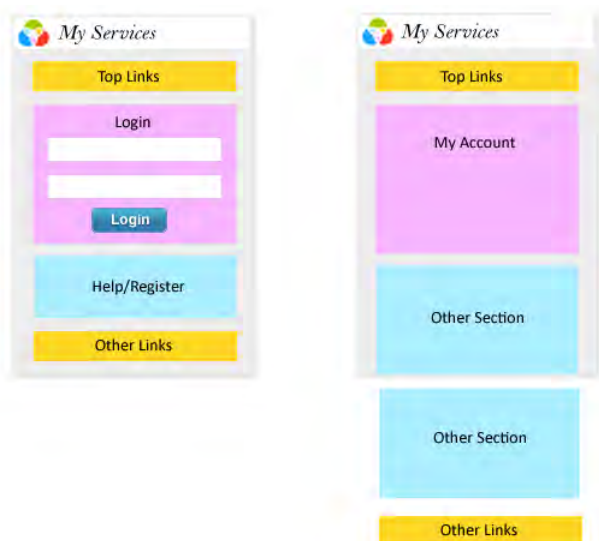 My Services
Top Links
Login
Login
Help/Register
Other Links
My Services
Top Links
My Account
Other Section
Other Section
Other Links